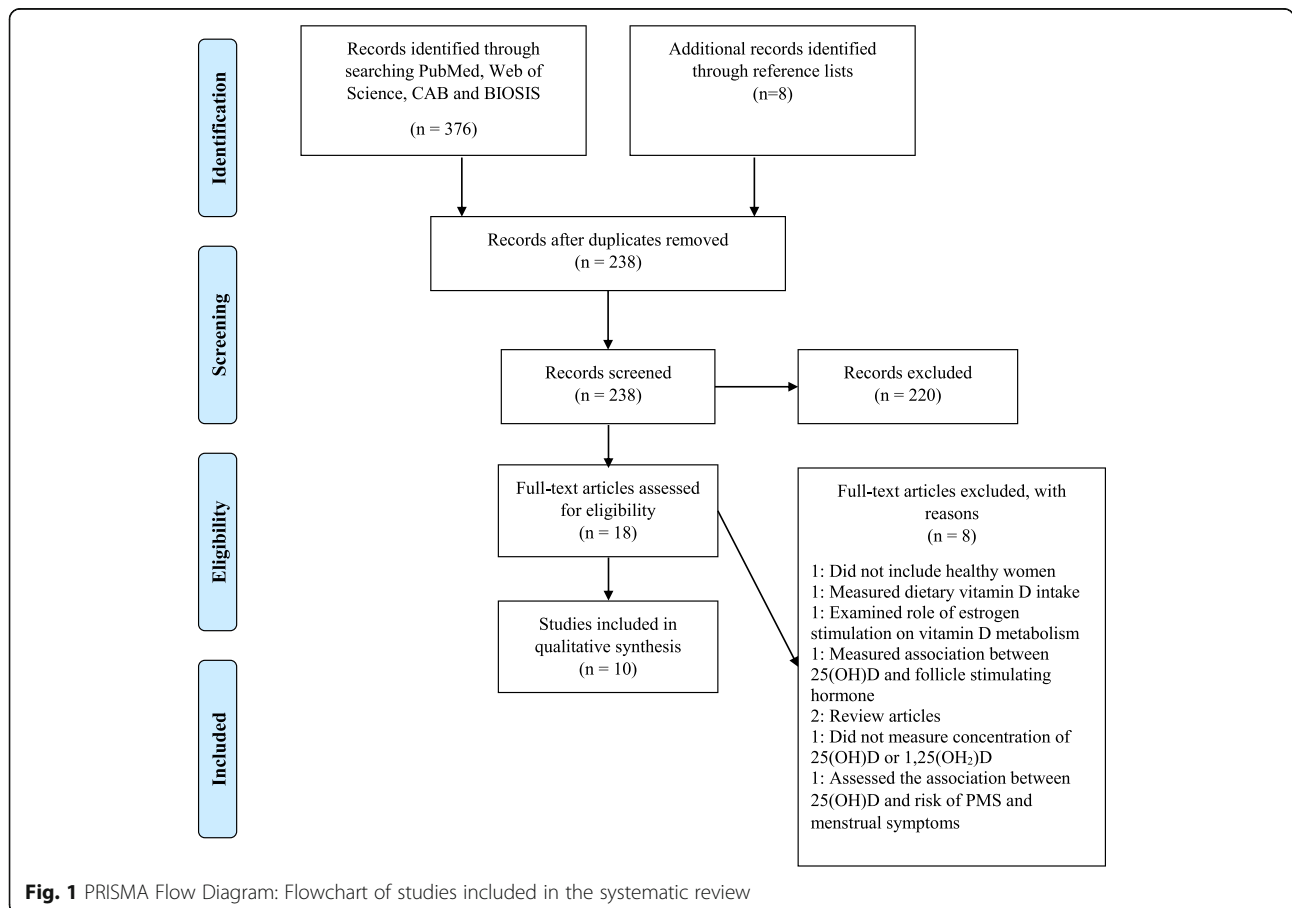 Identification
Records identified through
searching PubMed, Web of
Science, CAB and BIOSIS
(n = 376)
Additional records identified
through reference lists
(n=8)
Screening
Records after duplicates removed
(n = 238)
Records screened
(n = 238)
Records excluded
(n = 220)
Eligibility
Full-text articles assessed
for eligibility
(n = 18)
Full-text articles excluded, with
reasons
(n = 8)
1: Did not include healthy women
1: Measured dietary vitamin D intake
1: Examined role of estrogen
stimulation on vitamin D metabolism
1: Measured association between
25(OH)D and follicle stimulating
hormone
2: Review articles
1: Did not measure concentration of
25(OH)D or 1,25(OH₂)D
1: Assessed the association between
25(OH)D and risk of PMS and
menstrual symptoms
Included
Studies included in
qualitative synthesis
(n = 10)
Fig. 1 PRISMA Flow Diagram: Flowchart of studies included in the systematic review